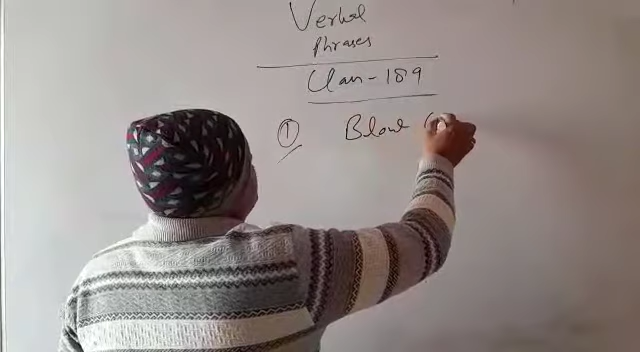 Verbal
Phrases
Class - 189
① Blow